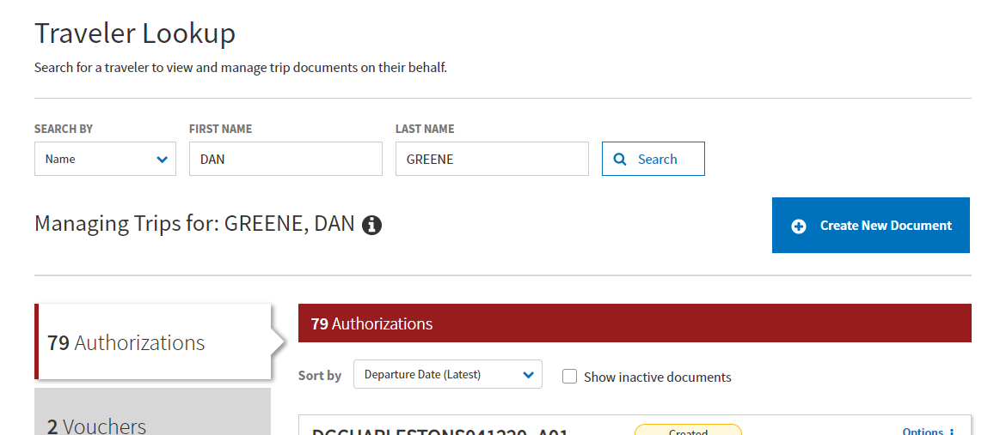 Traveler Lookup
Search for a traveler to view and manage trip documents on their behalf.
SEARCH BY FIRST NAME LAST NAME
Name DAN GREENE Search
Managing Trips for: GREENE, DAN
Create New Document
79 Authorizations
79 Authorizations
Sort by Departure Date (Latest) Show inactive documents
2 Vouchers
Created Options